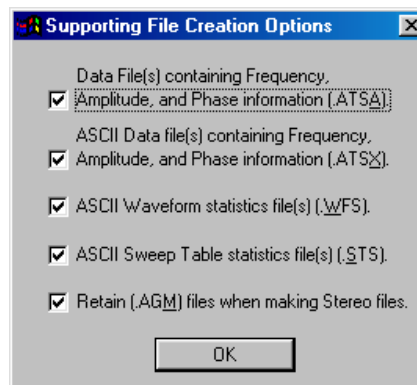 Supporting File Creation Options
Data File(s) containing Frequency,
Amplitude, and Phase information (.ATSA).
ASCII Data file(s) containing Frequency,
Amplitude, and Phase information (.ATSX).
ASCII Waveform statistics file(s) (.WFS).
ASCII Sweep Table statistics file(s) (.STS).
Retain (.AGM) files when making Stereo files.
OK